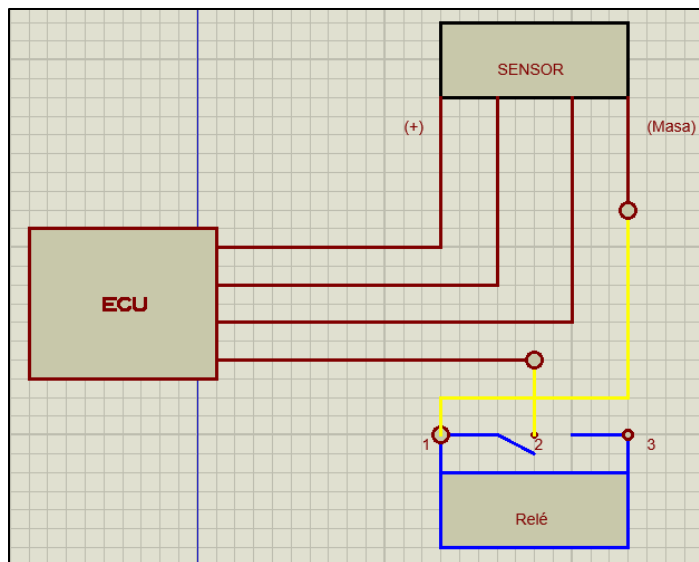 SENSOR
(+)
(Masa)
ECU
1
2
3
Relé